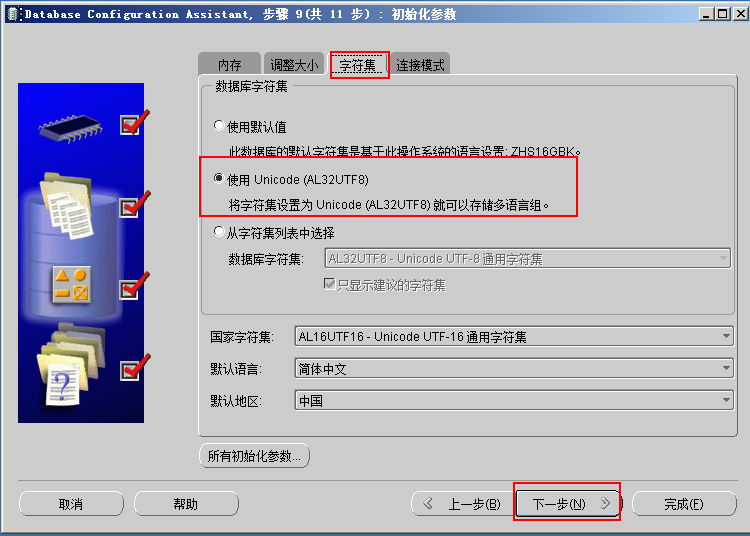 Database Configuration Assistant, 步骤 9(共 11 步) : 初始化参数
内存 调整大小 字符集 连接模式
数据库字符集
使用默认值
此数据库的默认字符集是基于此操作系统的语言设置: ZHS16GBK。
使用 Unicode (AL32UTF8)
将字符集设置为 Unicode (AL32UTF8) 就可以存储多语言组。
从字符集列表中选择
数据库字符集: AL32UTF8 - Unicode UTF-8 通用字符集
只显示建议的字符集
国家字符集: AL16UTF16 - Unicode UTF-16 通用字符集
默认语言: 简体中文
默认地区: 中国
所有初始化参数...
取消 帮助 上一步(B) 下一步(N) 完成(F)